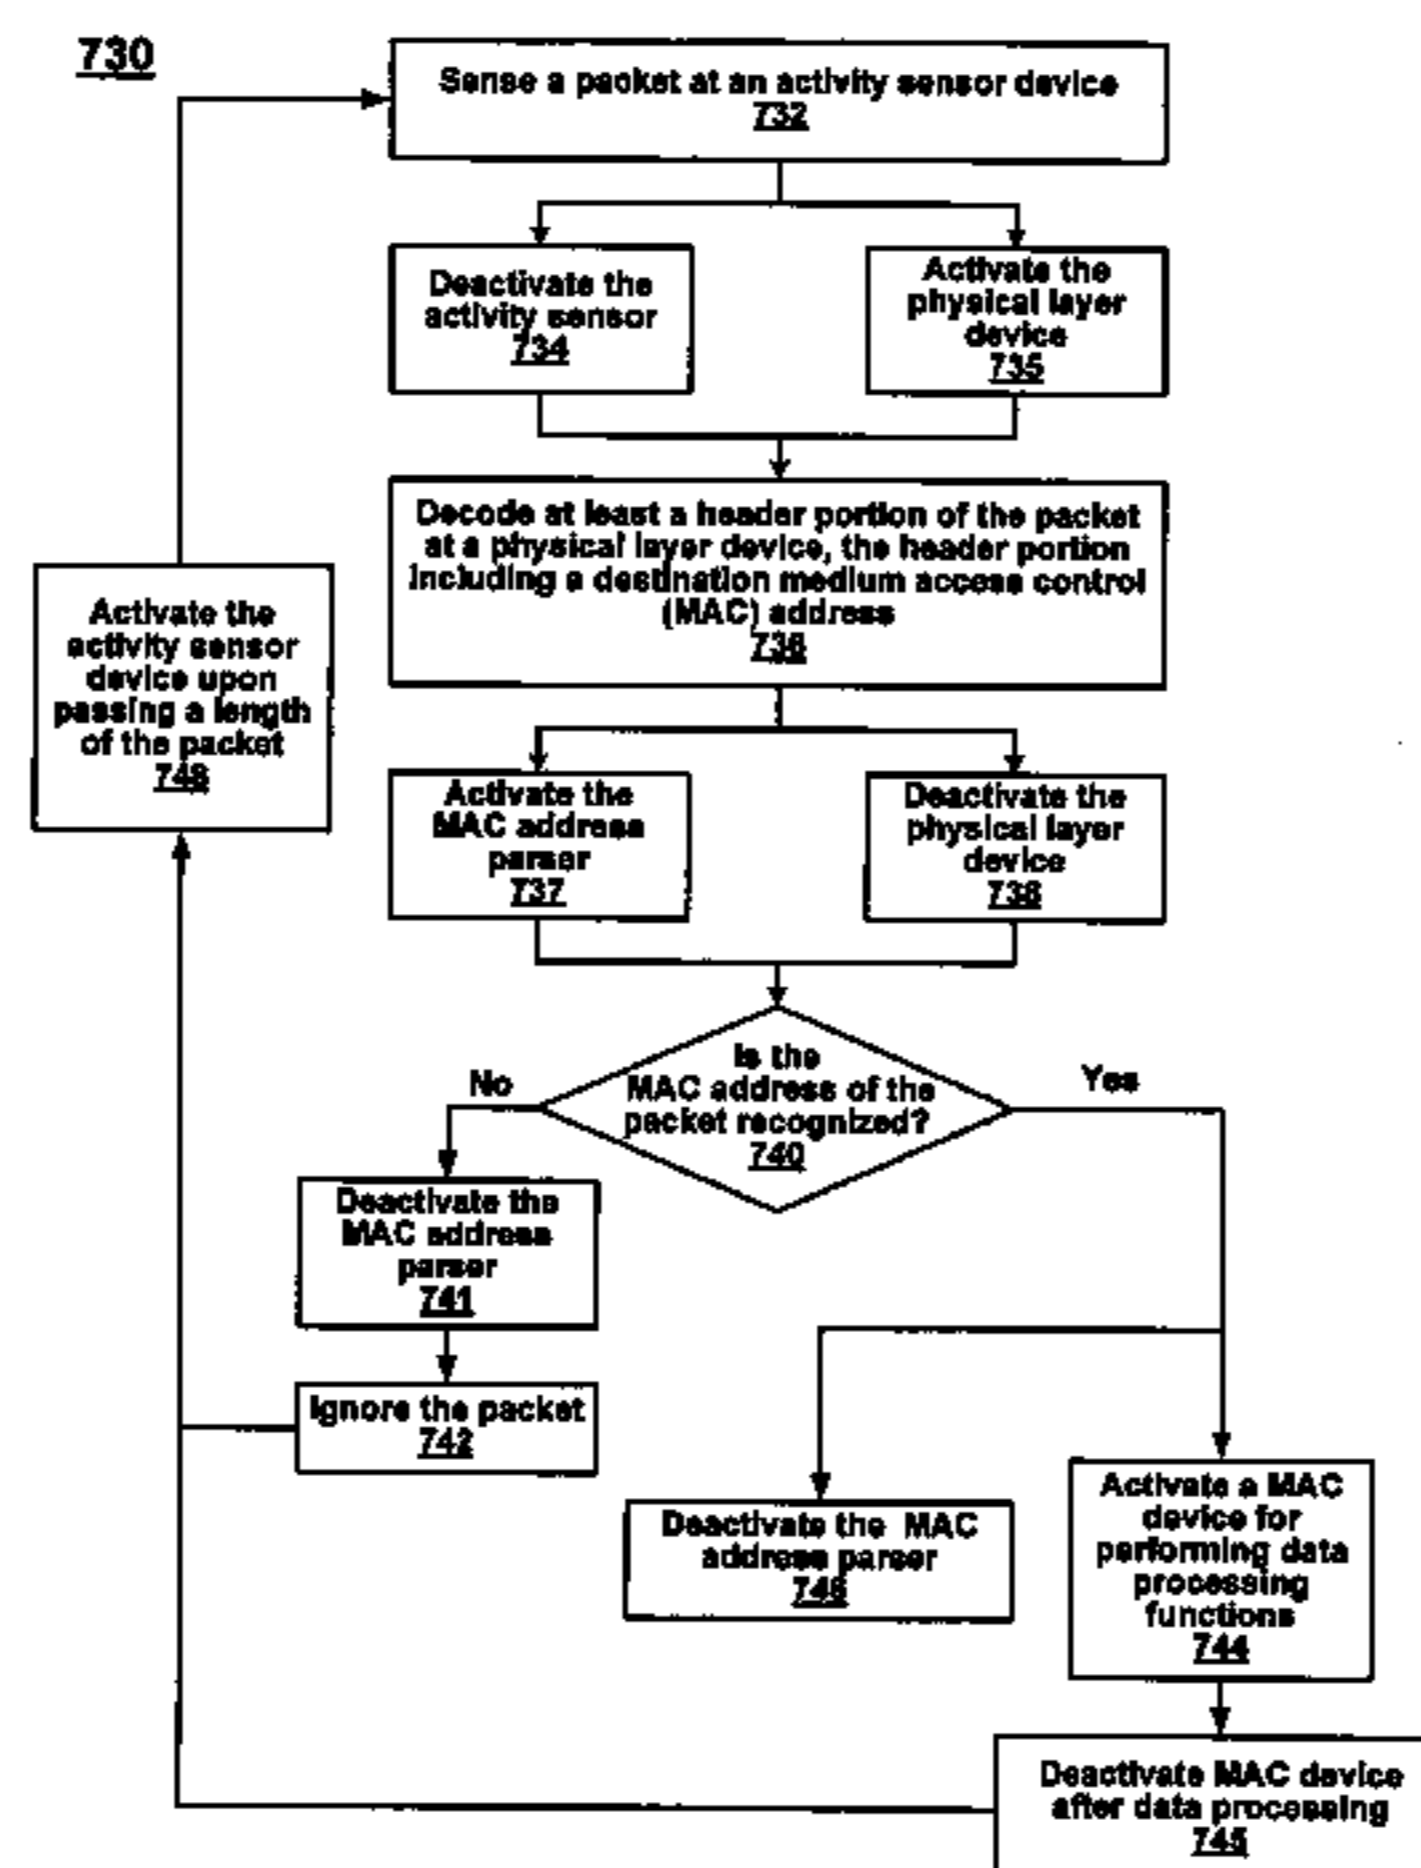 730
Sense a packet at an activity sensor device
732
Deactivate the
activity sensor
734
Activate the
physical layer
device
735
Decode at least a header portion of the packet
at a physical layer device, the header portion
including a destination medium access control
(MAC) address
736
Activate the
activity sensor
device upon
passing a length
of the packet
748
Activate the
MAC address
parser
737
Deactivate the
physical layer
device
738
Is the
MAC address of the
packet recognized?
740
No
Yes
Deactivate the
MAC address
parser
741
Ignore the packet
742
Deactivate the MAC
address parser
746
Activate a MAC
device for
performing data
processing
functions
744
Deactivate MAC device
after data processing
745